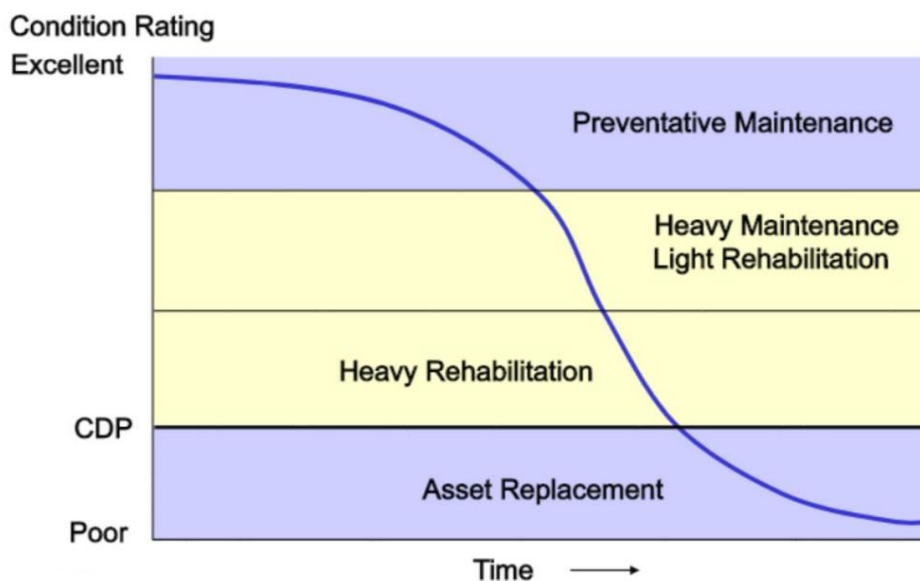 Condition Rating
Excellent
Preventative Maintenance
Heavy Maintenance
Light Rehabilitation
Heavy Rehabilitation
CDP
Asset Replacement
Poor
Time